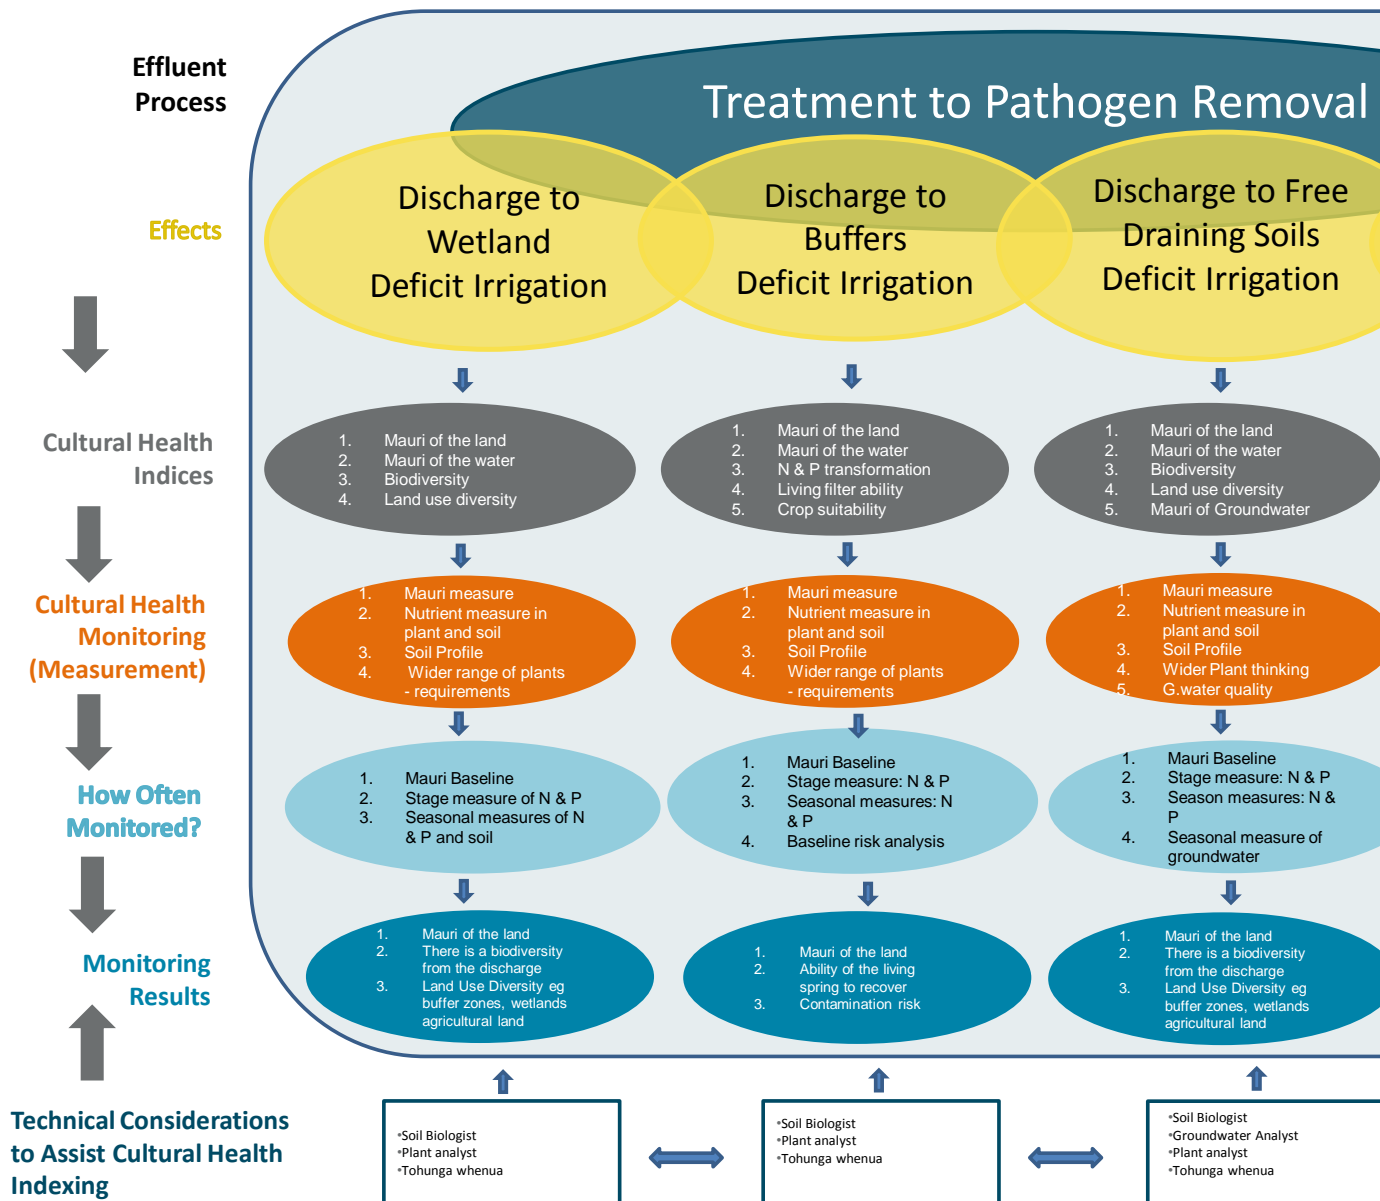 Effluent
Process
Treatment to Pathogen Removal
Effects
Discharge to
Wetland
Deficit Irrigation
Discharge to
Buffers
Deficit Irrigation
Discharge to Free
Draining Soils
Deficit Irrigation
Cultural Health
Indices
1. Mauri of the land
2. Mauri of the water
3. Biodiversity
4. Land use diversity
1. Mauri of the land
2. Mauri of the water
3. N & P transformation
4. Living filter ability
5. Crop suitability
1. Mauri of the land
2. Mauri of the water
3. Biodiversity
4. Land use diversity
5. Mauri of Groundwater
Cultural Health
Monitoring
(Measurement)
1. Mauri measure
2. Nutrient measure in
plant and soil
3. Soil Profile
4. Wider range of plants
- requirements
1. Mauri measure
2. Nutrient measure in
plant and soil
3. Soil Profile
4. Wider range of plants
- requirements
1. Mauri measure
2. Nutrient measure in
plant and soil
3. Soil Profile
4. Wider Plant thinking
5. G.water quality
How Often
Monitored?
1. Mauri Baseline
2. Stage measure of N & P
3. Seasonal measures of N
& P and soil
1. Mauri Baseline
2. Stage measure: N & P
3. Seasonal measures: N
& P
4. Baseline risk analysis
1. Mauri Baseline
2. Stage measure: N & P
3. Season measures: N &
P
4. Seasonal measure of
groundwater
Monitoring
Results
1. Mauri of the land
2. There is a biodiversity
from the discharge
3. Land Use Diversity eg
buffer zones, wetlands
agricultural land
1. Mauri of the land
2. Ability of the living
spring to recover
3. Contamination risk
1. Mauri of the land
2. There is a biodiversity
from the discharge
3. Land Use Diversity eg
buffer zones, wetlands
agricultural land
Technical Considerations
to Assist Cultural Health
Indexing
•Soil Biologist
•Plant analyst
•Tohunga whenua
•Soil Biologist
•Plant analyst
•Tohunga whenua
•Soil Biologist
•Groundwater Analyst
•Plant analyst
•Tohunga whenua